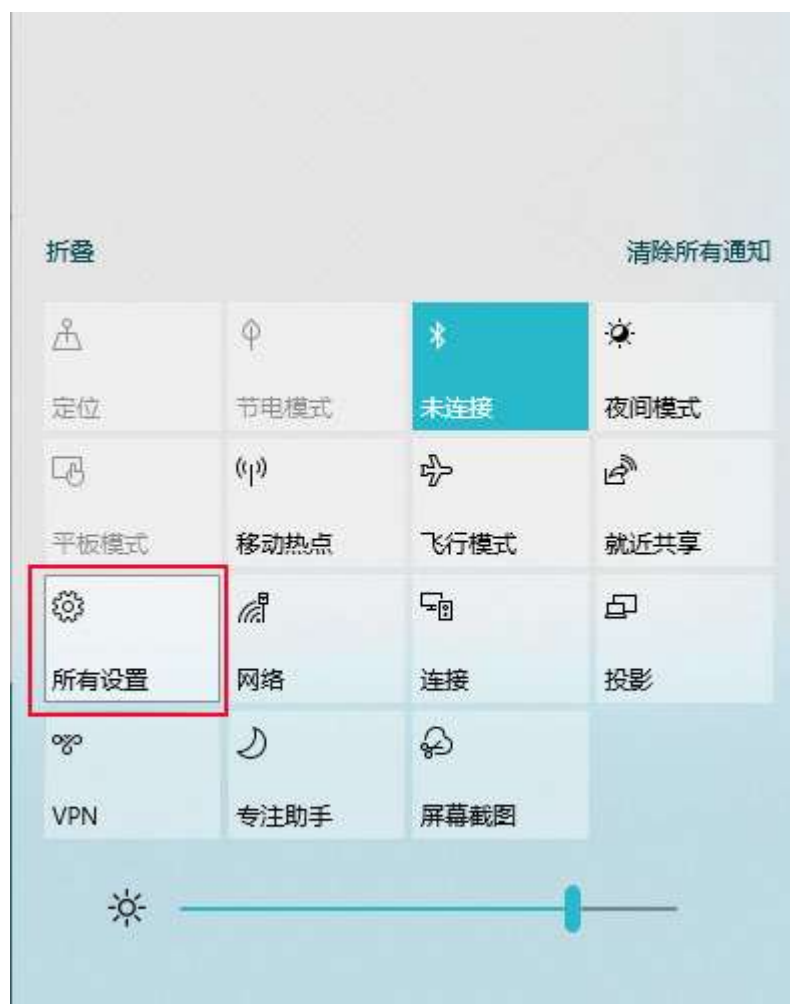 折叠 清除所有通知
定位 节电模式 未连接 夜间模式
平板模式 移动热点 飞行模式 就近共享
所有设置 网络 连接 投影
VPN 专注助手 屏幕截图